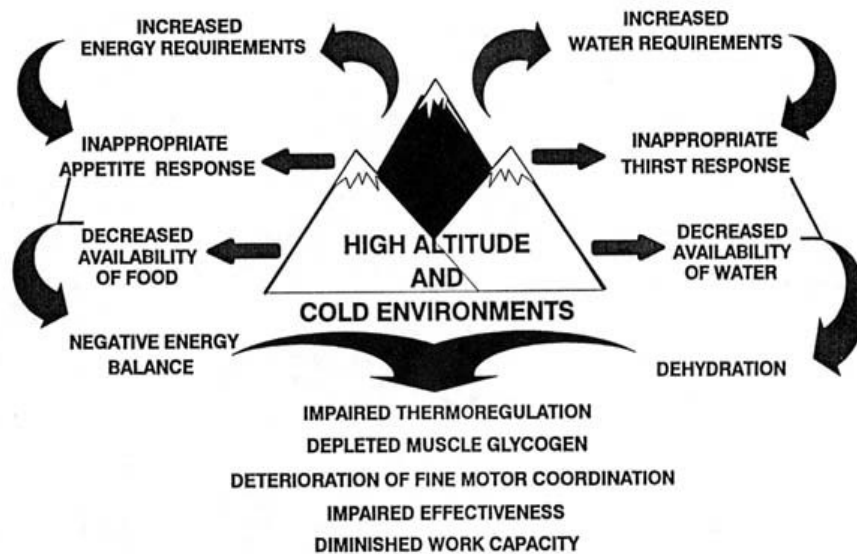 INCREASED
ENERGY REQUIREMENTS
INCREASED
WATER REQUIREMENTS
INAPPROPRIATE
APPETITE RESPONSE
INAPPROPRIATE
THIRST RESPONSE
DECREASED
AVAILABILITY
OF FOOD
HIGH ALTITUDE
AND
COLD ENVIRONMENTS
DECREASED
AVAILABILITY
OF WATER
NEGATIVE ENERGY
BALANCE
DEHYDRATION
IMPAIRED THERMOREGULATION
DEPLETED MUSCLE GLYCOGEN
DETERIORATION OF FINE MOTOR COORDINATION
IMPAIRED EFFECTIVENESS
DIMINISHED WORK CAPACITY